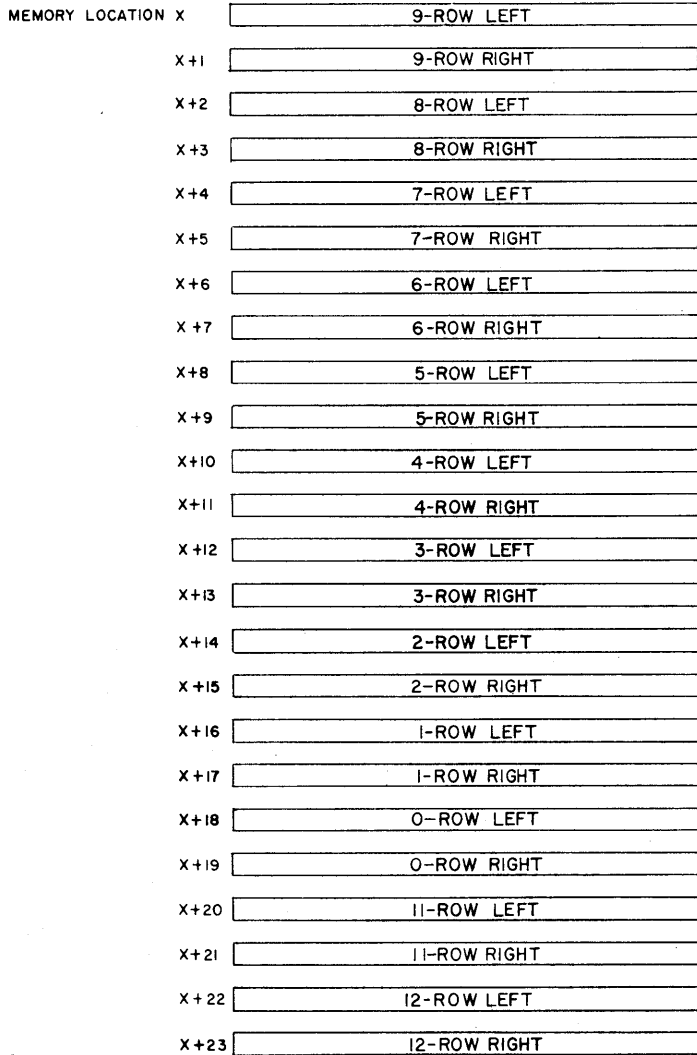 MEMORY LOCATION X 9-ROW LEFT
X+1 9-ROW RIGHT
X+2 8-ROW LEFT
X+3 8-ROW RIGHT
X+4 7-ROW LEFT
X+5 7-ROW RIGHT
X+6 6-ROW LEFT
X+7 6-ROW RIGHT
X+8 5-ROW LEFT
X+9 5-ROW RIGHT
X+10 4-ROW LEFT
X+11 4-ROW RIGHT
X+12 3-ROW LEFT
X+13 3-ROW RIGHT
X+14 2-ROW LEFT
X+15 2-ROW RIGHT
X+16 1-ROW LEFT
X+17 1-ROW RIGHT
X+18 0-ROW LEFT
X+19 0-ROW RIGHT
X+20 11-ROW LEFT
X+21 11-ROW RIGHT
X+22 12-ROW LEFT
X+23 12-ROW RIGHT